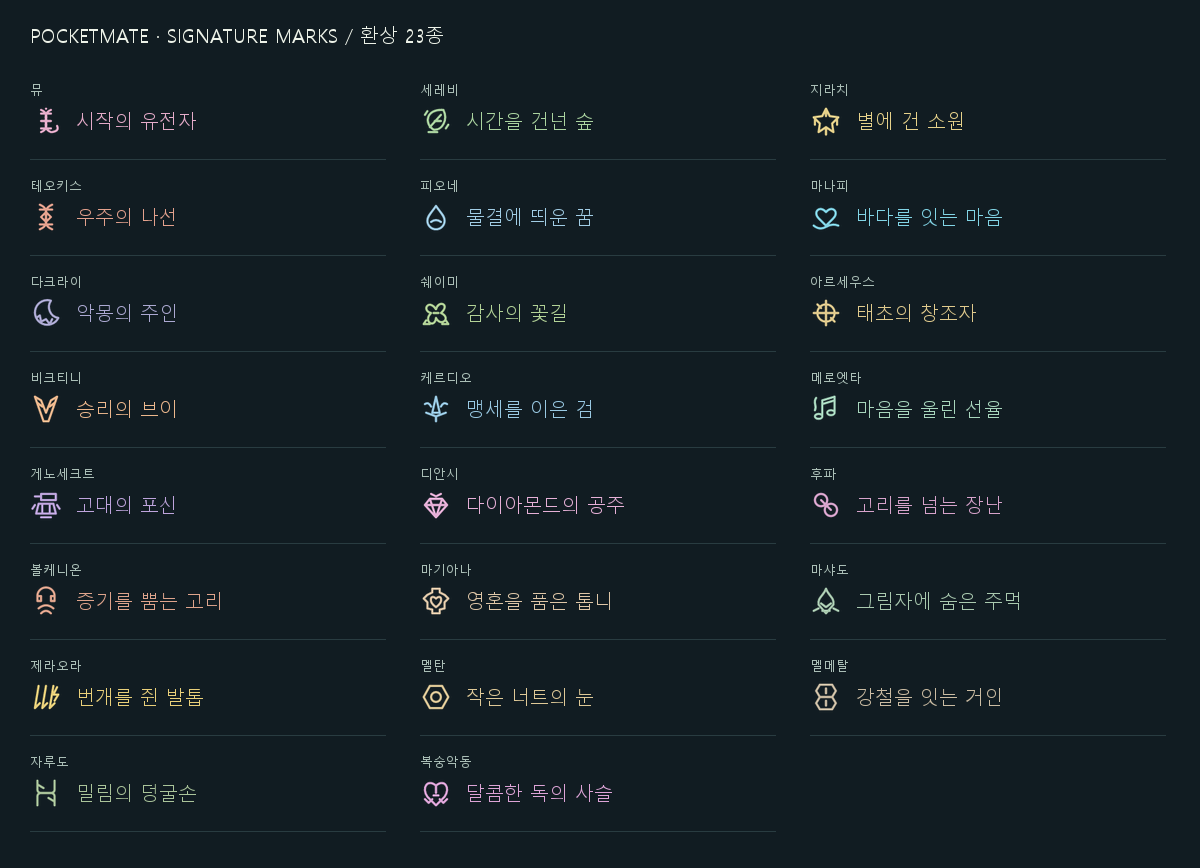 POCKETMATE · SIGNATURE MARKS / 환상 23종
뮤
시작의 유전자
세레비
시간을 건넌 숲
지라치
별에 건 소원
테오키스
우주의 나선
피오네
물결에 띄운 꿈
마나피
바다를 잇는 마음
다크라이
악몽의 주인
쉐이미
감사의 꽃길
아르세우스
태초의 창조자
비크티니
승리의 브이
케르디오
맹세를 이은 검
메로엣타
마음을 울린 선율
게노세크트
고대의 포신
디안시
다이아몬드의 공주
후파
고리를 넘는 장난
볼케니온
증기를 뿜는 고리
마기아나
영혼을 품은 톱니
마샤도
그림자에 숨은 주먹
제라오라
번개를 쥔 발톱
멜탄
작은 너트의 눈
멜메탈
강철을 잇는 거인
자루도
밀림의 덩굴손
복숭악동
달콤한 독의 사슬